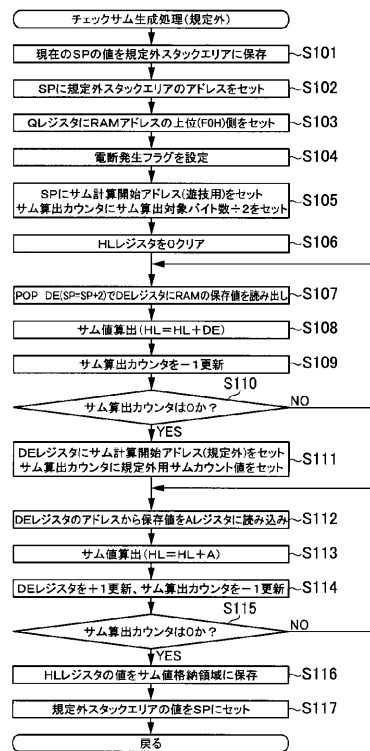 チェックサム生成処理(規定外)
現在のSPの値を規定外スタックエリアに保存
S101
SPに規定外スタックエリアのアドレスをセット
S102
QレジスタにRAMアドレスの上位(F0H)側をセット
S103
電断発生フラグを設定
S104
SPにサム計算開始アドレス(遊技用)をセット
サム算出カウンタにサム算出対象バイト数÷2をセット
S105
HLレジスタを0クリア
S106
POP DE(SP=SP+2)でDEレジスタにRAMの保存値を読み出し
S107
サム値算出(HL=HL+DE)
S108
サム算出カウンタを-1更新
S109
S110
サム算出カウンタは0か?
NO
YES
DEレジスタにサム計算開始アドレス(規定外)をセット
サム算出カウンタに規定外用サムカウント値をセット
S111
DEレジスタのアドレスから保存値をAレジスタに読み込み
S112
サム値算出(HL=HL+A)
S113
DEレジスタを+1更新、サム算出カウンタを-1更新
S114
S115
サム算出カウンタは0か?
NO
YES
HLレジスタの値をサム値格納領域に保存
S116
規定外スタックエリアの値をSPにセット
S117
戻る